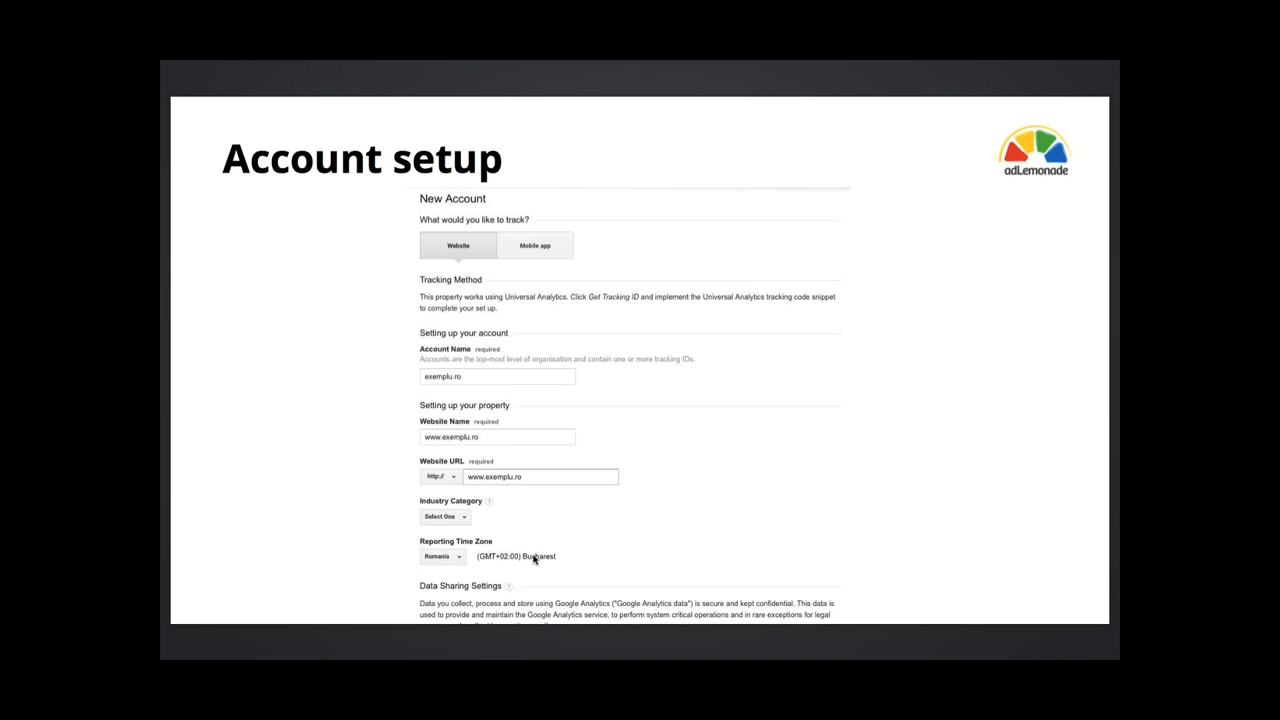 Account setup
adLemonade
New Account
What would you like to track?
Website Mobile app
Tracking Method
This property works using Universal Analytics. Click Get Tracking ID and implement the Universal Analytics tracking code snippet
to complete your set up.
Setting up your account
Account Name required
Accounts are the top-most level of organisation and contain one or more tracking IDs.
exemplu.ro
Setting up your property
Website Name required
www.exemplu.ro
Website URL required
http:// www.exemplu.ro
Industry Category ?
Select One
Reporting Time Zone
Romania (GMT+02:00) Bucharest
Data Sharing Settings ?
Data you collect, process and store using Google Analytics ("Google Analytics data") is secure and kept confidential. This data is
used to provide and maintain the Google Analytics service, to perform system critical operations and in rare exceptions for legal